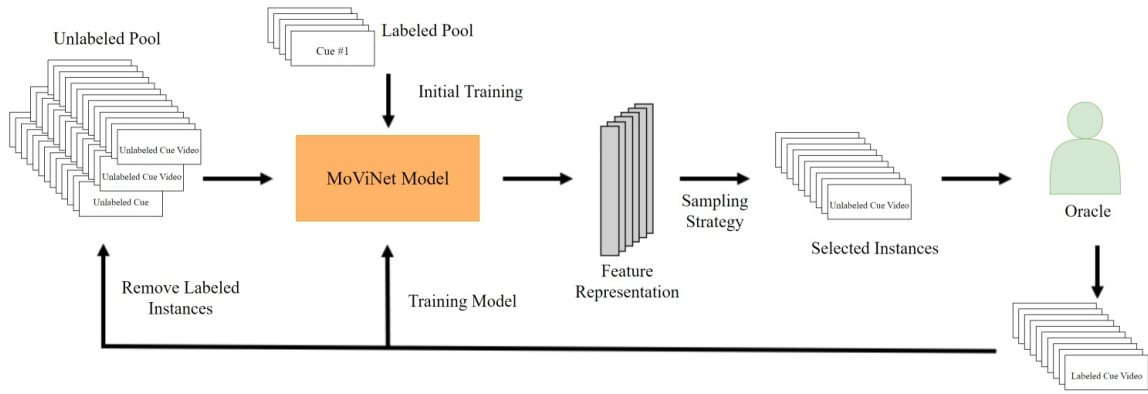 Unlabeled Pool
Labeled Pool
Cue #1
Initial Training
Unlabeled Cue Video
Unlabeled Cue Video
Unlabeled Cue
MoViNet Model
Sampling
Strategy
Unlabeled Cue Video
Oracle
Selected Instances
Feature
Representation
Remove Labeled
Instances
Training Model
Labeled Cue Video